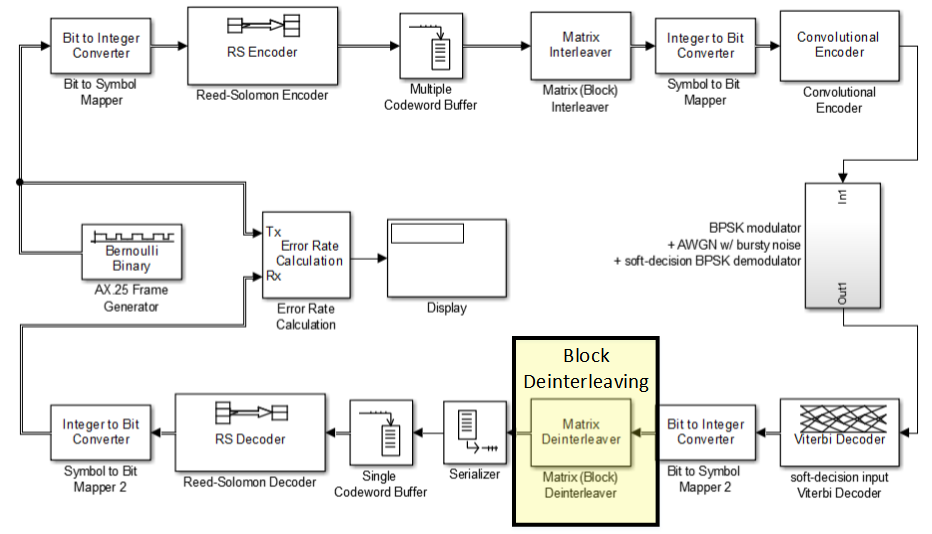 Bit to Integer
Converter
Bit to Symbol
Mapper
RS Encoder
Reed-Solomon Encoder
Multiple
Codeword Buffer
Matrix
Interleaver
Matrix (Block)
Interleaver
Integer to Bit
Converter
Symbol to Bit
Mapper
Convolutional
Encoder
Convolutional
Encoder
Bernoulli
Binary
AX.25 Frame
Generator
Tx
Error Rate
Calculation
Rx
Error Rate
Calculation
Display
BPSK modulator
+ AWGN w/ bursty noise
+ soft-decision BPSK demodulator
In1
Out1
Block
Deinterleaving
Integer to Bit
Converter
Symbol to Bit
Mapper 2
RS Decoder
Reed-Solomon Decoder
Single
Codeword Buffer
Serializer
Matrix
Deinterleaver
Matrix (Block)
Deinterleaver
Bit to Integer
Converter
Bit to Symbol
Mapper 2
Viterbi Decoder
soft-decision input
Viterbi Decoder